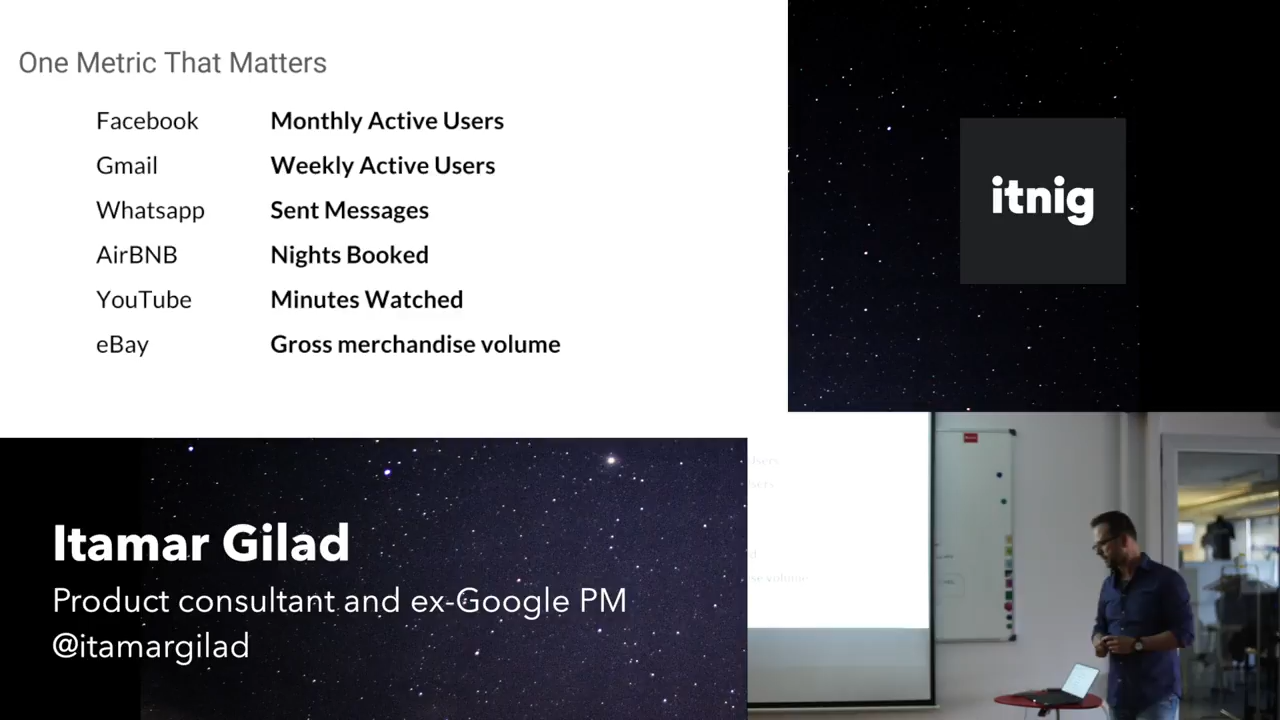 One Metric That Matters
Facebook Monthly Active Users
Gmail Weekly Active Users
Whatsapp Sent Messages
AirBNB Nights Booked
YouTube Minutes Watched
eBay Gross merchandise volume
itnig
Itamar Gilad
Product consultant and ex-Google PM
@itamargilad